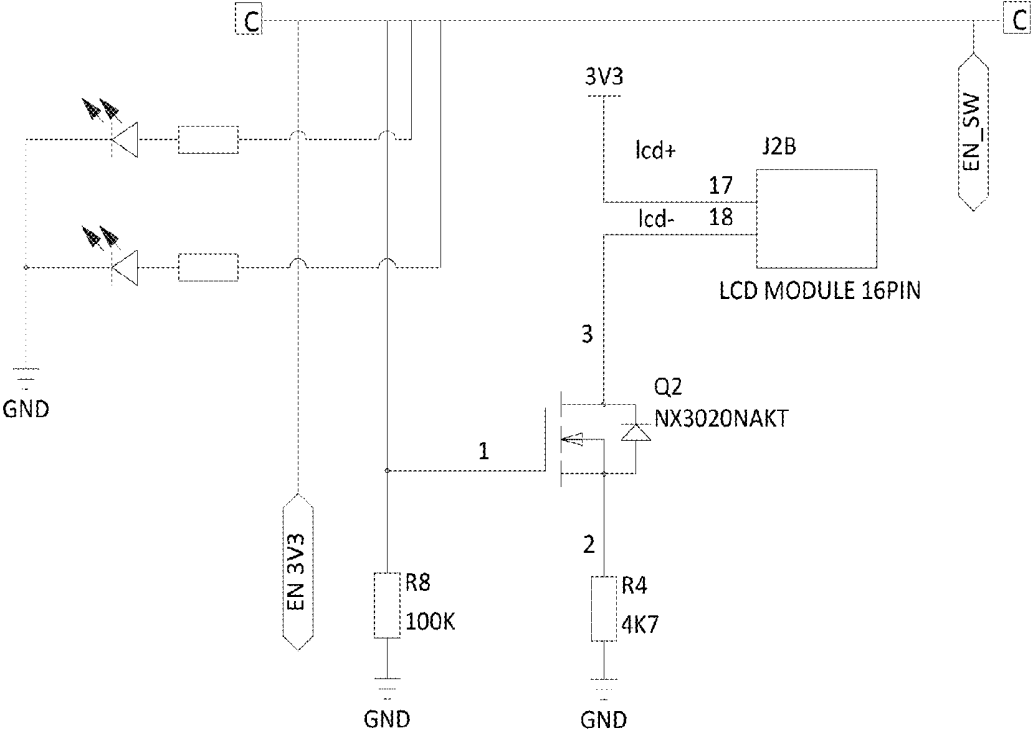 C
C
EN_SW
3V3
lcd+
J2B
17
lcd-
18
LCD MODULE 16PIN
3
GND
Q2
NX3020NAKT
1
EN 3V3
2
R8
100K
R4
4K7
GND
GND